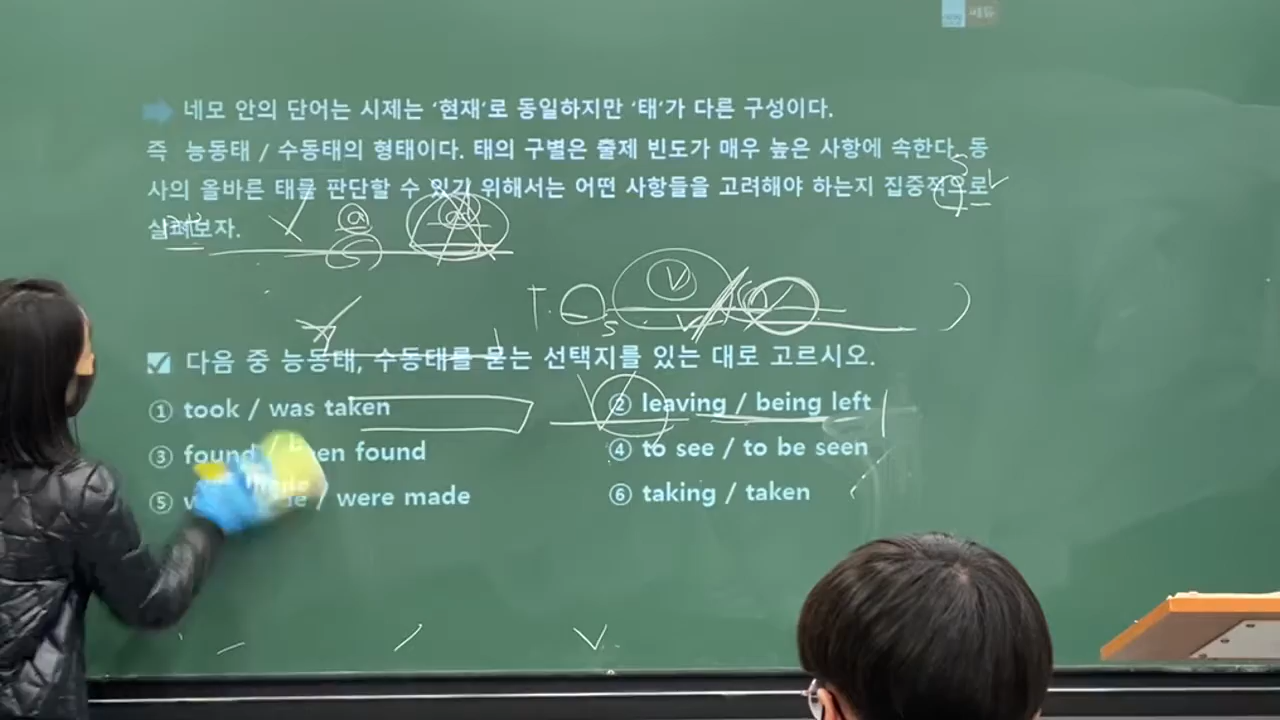 네모 안의 단어는 시제는 ‘현재‘로 동일하지만 ‘태‘가 다른 구성이다.
즉 능동태 / 수동태의 형태이다. 태의 구별은 출제 빈도가 매우 높은 사항에 속한다. 동
사의 올바른 태를 판단할 수 있기 위해서는 어떤 사항들을 고려해야 하는지 집중적으로
살펴보자.
T.
V
S
V
다음 중 능동태, 수동태를 묻는 선택지를 있는 대로 고르시오.
① took / was taken
② leaving / being left
③ found / been found
④ to see / to be seen
⑤ / were made
⑥ taking / taken